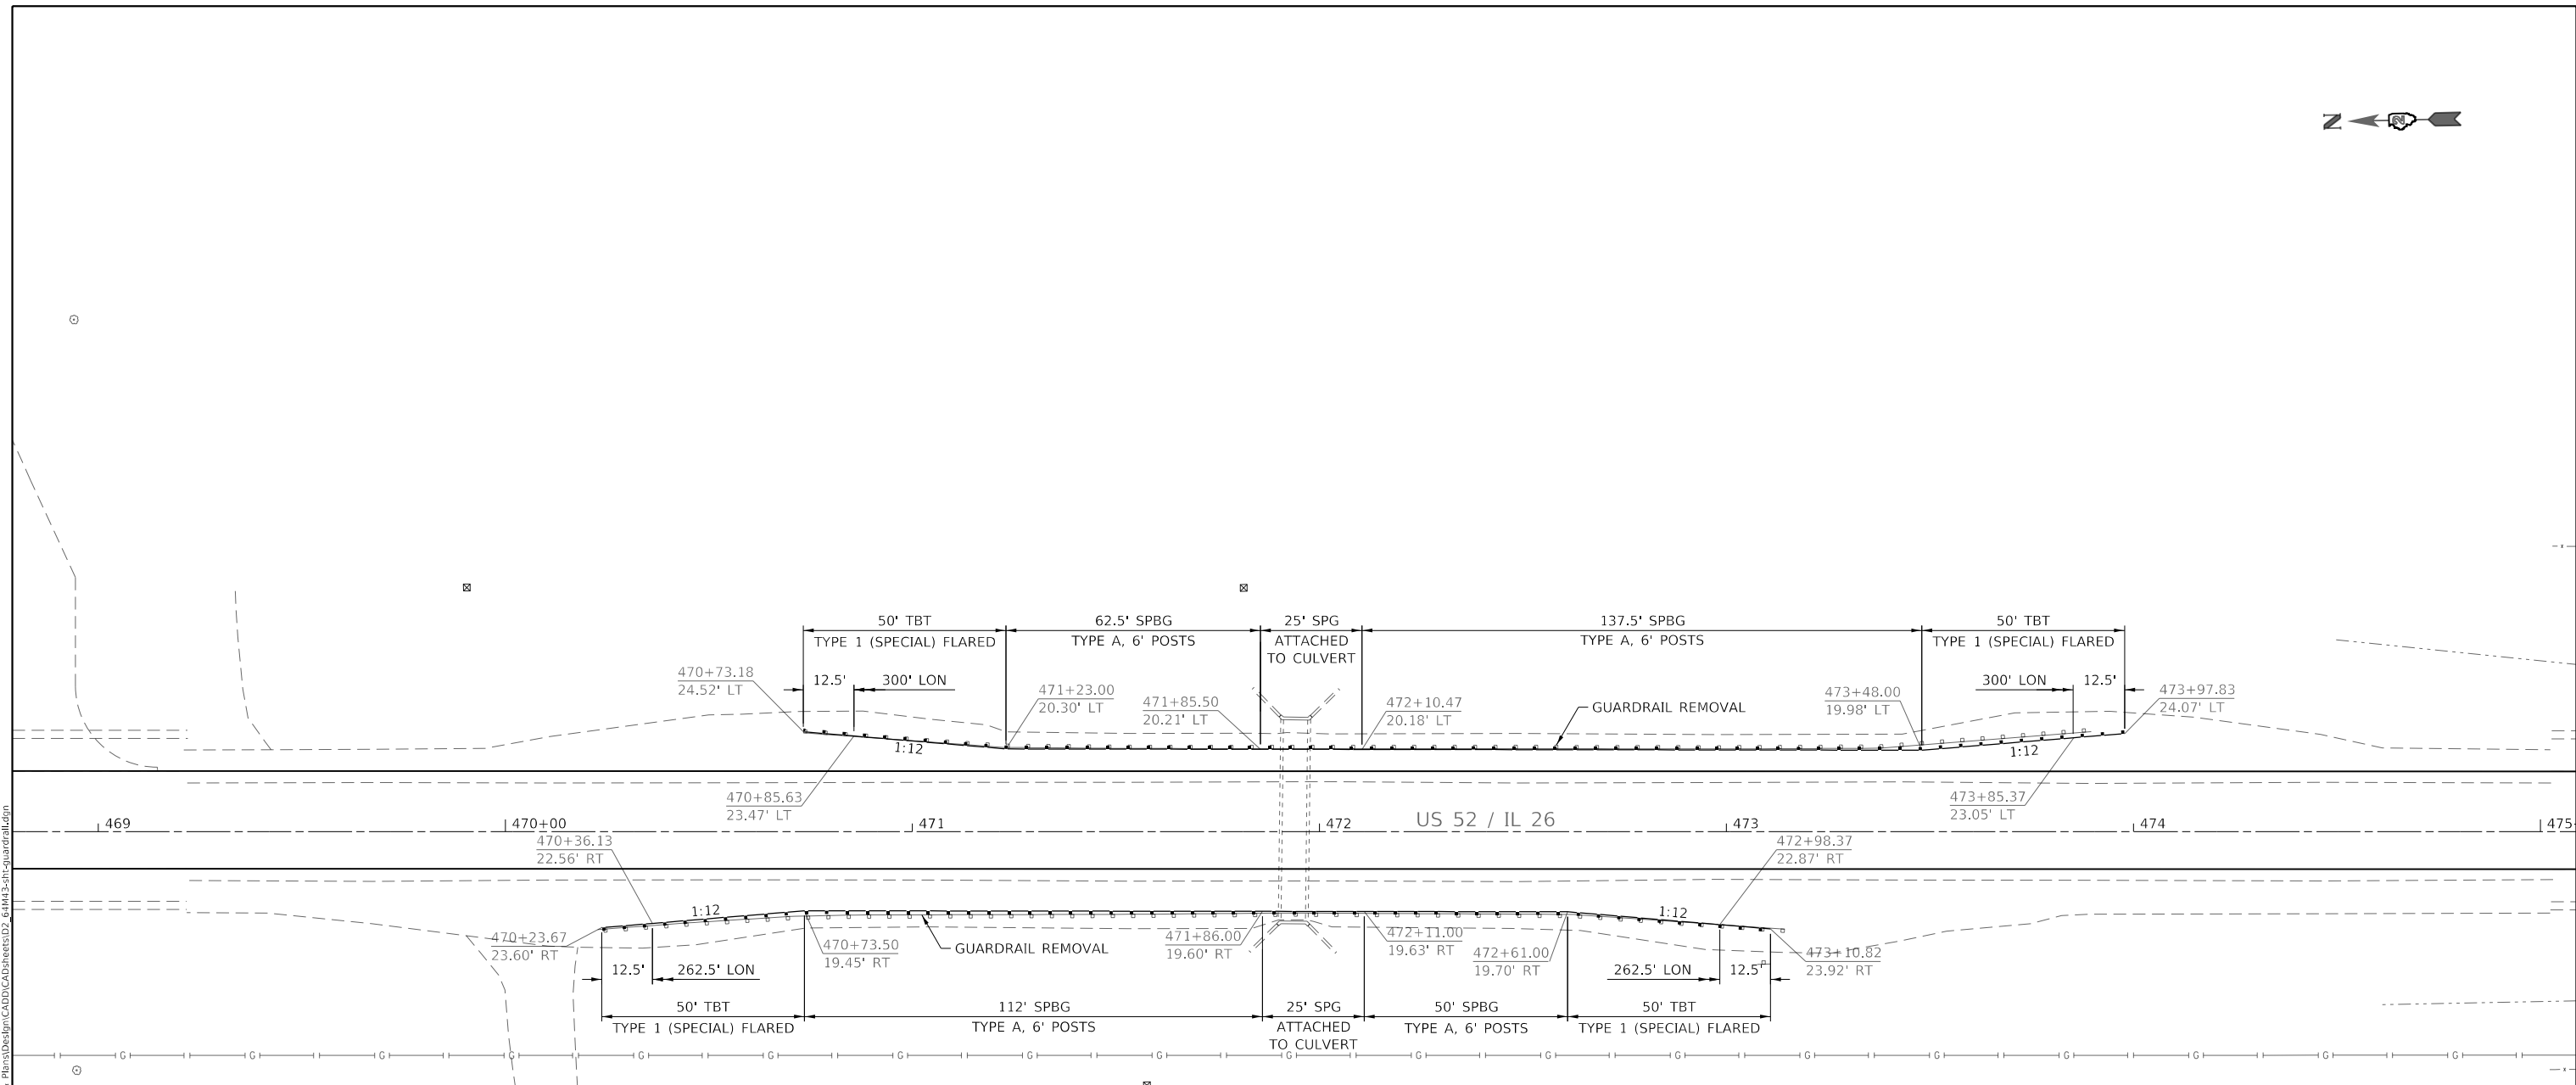 N
2
50' TBT
TYPE 1 (SPECIAL) FLARED
62.5' SPBG
TYPE A, 6' POSTS
25' SPG
ATTACHED
TO CULVERT
137.5' SPBG
TYPE A, 6' POSTS
50' TBT
TYPE 1 (SPECIAL) FLARED
470+73.18
24.52' LT
12.5'
300' LON
471+23.00
20.30' LT
471+85.50
20.21' LT
472+10.47
20.18' LT
GUARDRAIL REMOVAL
473+48.00
19.98' LT
300' LON
12.5'
473+97.83
24.07' LT
1:12
1:12
470+85.63
23.47' LT
473+85.37
23.05' LT
469
470+00
471
472
US 52 / IL 26
473
474
475
470+36.13
22.56' RT
472+98.37
22.87' RT
1:12
1:12
470+23.67
23.60' RT
470+73.50
19.45' RT
GUARDRAIL REMOVAL
471+86.00
19.60' RT
472+11.00
19.63' RT
472+61.00
19.70' RT
473+10.82
23.92' RT
12.5'
262.5' LON
262.5' LON
12.5'
50' TBT
TYPE 1 (SPECIAL) FLARED
112' SPBG
TYPE A, 6' POSTS
25' SPG
ATTACHED
TO CULVERT
50' SPBG
TYPE A, 6' POSTS
50' TBT
TYPE 1 (SPECIAL) FLARED
G G G G G G G G G G G G G G G G G G G
Plans\Design\CADD\CADsheets\D2_64M43-sht-guardrail.dgn